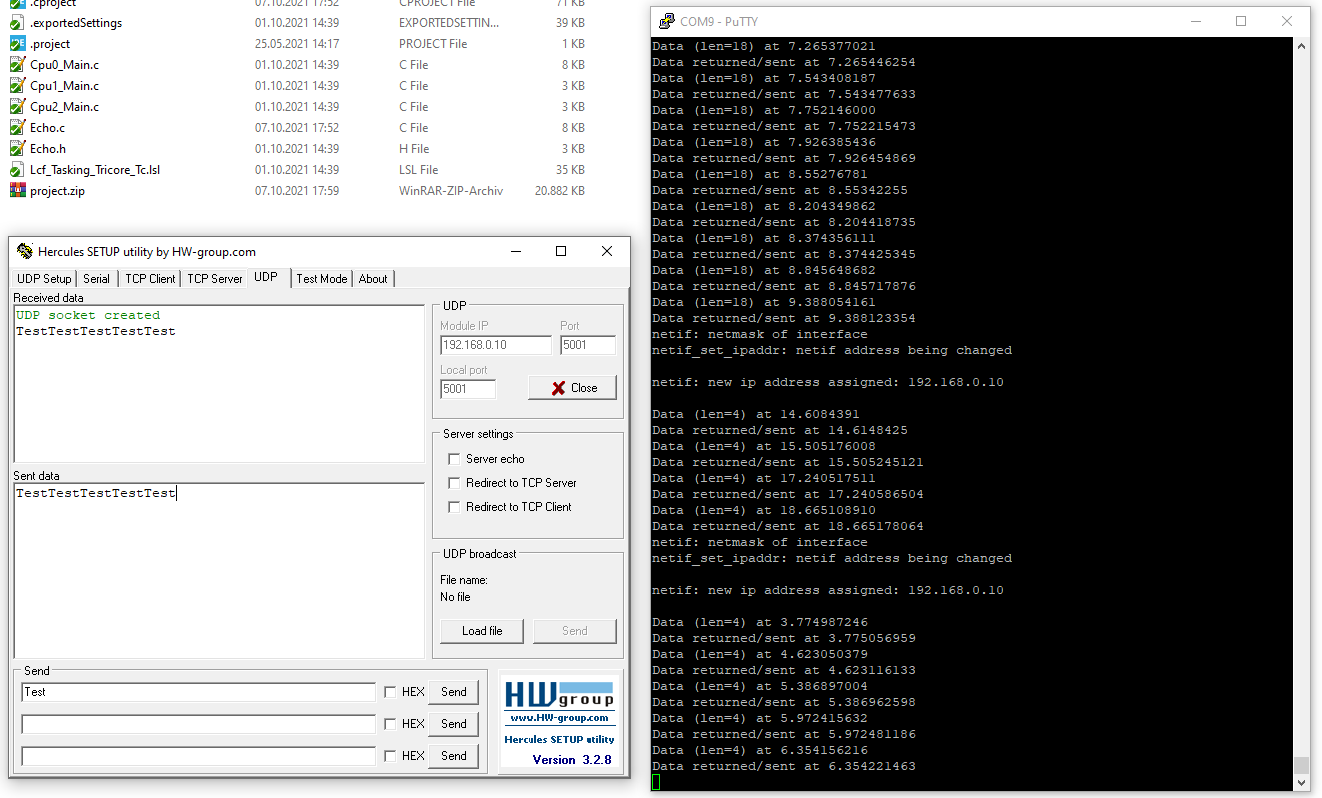 .cproject 07.10.2021 17:52 CPROJECT File 71 KB
.exportedSettings 01.10.2021 14:39 EXPORTEDSETTIN... 39 KB
.project 25.05.2021 14:17 PROJECT File 1 KB
Cpu0_Main.c 01.10.2021 14:39 C File 8 KB
Cpu1_Main.c 01.10.2021 14:39 C File 3 KB
Cpu2_Main.c 01.10.2021 14:39 C File 3 KB
Echo.c 07.10.2021 17:52 C File 8 KB
Echo.h 01.10.2021 14:39 H File 3 KB
Lcf_Tasking_Tricore_Tc.lsl 01.10.2021 14:39 LSL File 35 KB
project.zip 07.10.2021 17:59 WinRAR-ZIP-Archiv 20.882 KB
Hercules SETUP utility by HW-group.com
UDP Setup Serial TCP Client TCP Server UDP Test Mode About
Received data
UDP socket created
TestTestTestTestTest
Sent data
TestTestTestTestTest
UDP
Module IP Port
192.168.0.10 5001
Local port
5001 Close
Server settings
Server echo
Redirect to TCP Server
Redirect to TCP Client
UDP broadcast
File name:
No file
Load file Send
Send
Test HEX Send
HEX Send
HEX Send
HWgroup
www.HW-group.com
Hercules SETUP utility
Version 3.2.8
COM9 - PuTTY
Data (len=18) at 7.265377021
Data returned/sent at 7.265446254
Data (len=18) at 7.543408187
Data returned/sent at 7.543477633
Data (len=18) at 7.752146000
Data returned/sent at 7.752215473
Data (len=18) at 7.926385436
Data returned/sent at 7.926454869
Data (len=18) at 8.55276781
Data returned/sent at 8.55342255
Data (len=18) at 8.204349862
Data returned/sent at 8.204418735
Data (len=18) at 8.374356111
Data returned/sent at 8.374425345
Data (len=18) at 8.845648682
Data returned/sent at 8.845717876
Data (len=18) at 9.388054161
Data returned/sent at 9.388123354
netif: netmask of interface
netif_set_ipaddr: netif address being changed
netif: new ip address assigned: 192.168.0.10
Data (len=4) at 14.6084391
Data returned/sent at 14.6148425
Data (len=4) at 15.505176008
Data returned/sent at 15.505245121
Data (len=4) at 17.240517511
Data returned/sent at 17.240586504
Data (len=4) at 18.665108910
Data returned/sent at 18.665178064
netif: netmask of interface
netif_set_ipaddr: netif address being changed
netif: new ip address assigned: 192.168.0.10
Data (len=4) at 3.774987246
Data returned/sent at 3.775056959
Data (len=4) at 4.623050379
Data returned/sent at 4.623116133
Data (len=4) at 5.386897004
Data returned/sent at 5.386962598
Data (len=4) at 5.972415632
Data returned/sent at 5.972481186
Data (len=4) at 6.354156216
Data returned/sent at 6.354221463